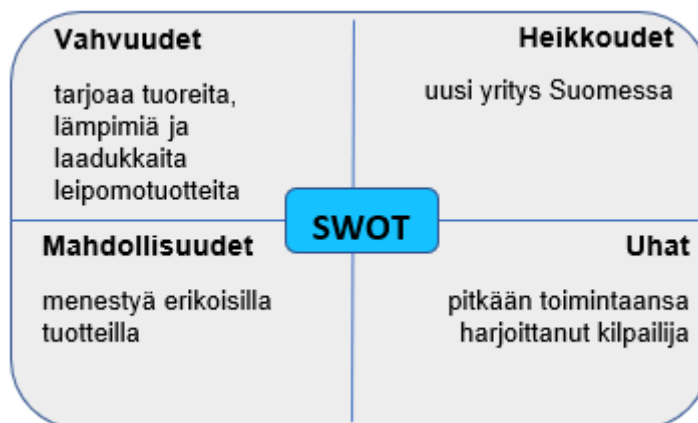 Vahvuudet
tarjoaa tuoreita,
lämpimiä ja
laadukkaita
leipomotuotteita
Heikkoudet
uusi yritys Suomessa
SWOT
Mahdollisuudet
menestyä erikoisilla
tuotteilla
Uhat
pitkään toimintaansa
harjoittanut kilpailija